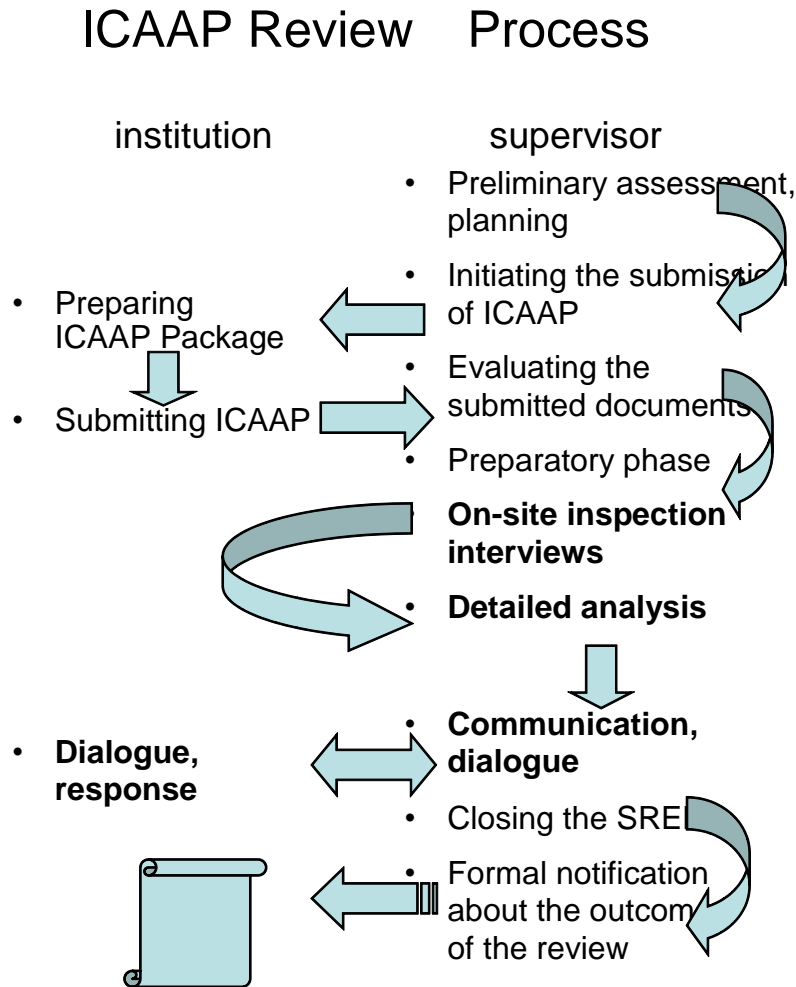 ICAAP Review Process
institution
supervisor
• Preliminary assessment,
planning
• Initiating the submission
of ICAAP
• Preparing
ICAAP Package
• Evaluating the
submitted documents
• Submitting ICAAP
• Preparatory phase
• On-site inspection
interviews
• Detailed analysis
• Communication,
dialogue
• Dialogue,
response
• Closing the
• Formal notification
about the
of the review